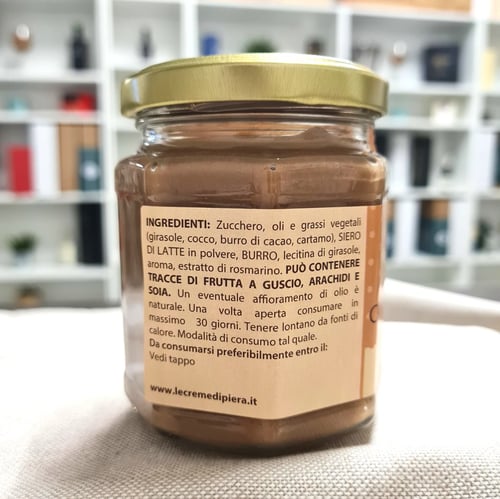 INGREDIENTI: Zucchero, oli e grassi vegetali
(girasole, cocco, burro di cacao, cartamo), SIERO
DI LATTE in polvere, BURRO, lecitina di girasole,
aroma, estratto di rosmarino. PUÒ CONTENERE
TRACCE DI FRUTTA A GUSCIO, ARACHIDI E
SOIA. Un eventuale affioramento di olio è
naturale. Una volta aperta consumare in
massimo 30 giorni. Tenere lontano da fonti di
calore. Modalità di consumo tal quale.
Da consumarsi preferibilmente entro il:
Vedi tappo
www.lecremedipiera.it